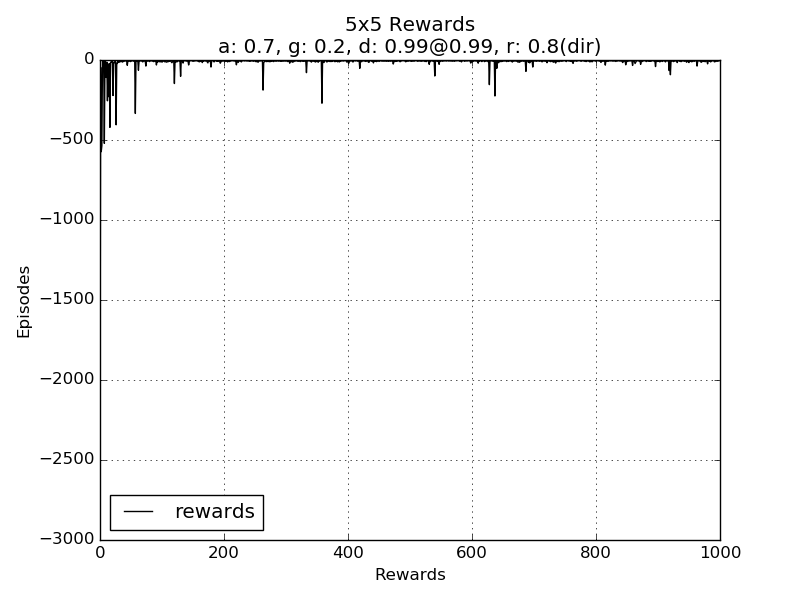 5x5 Rewards
a: 0.7, g: 0.2, d: 0.99@0.99, r: 0.8(dir)
0
−500
−1000
−1500
−2000
−2500
−3000
Episodes
rewards
0 200 400 600 800 1000
Rewards